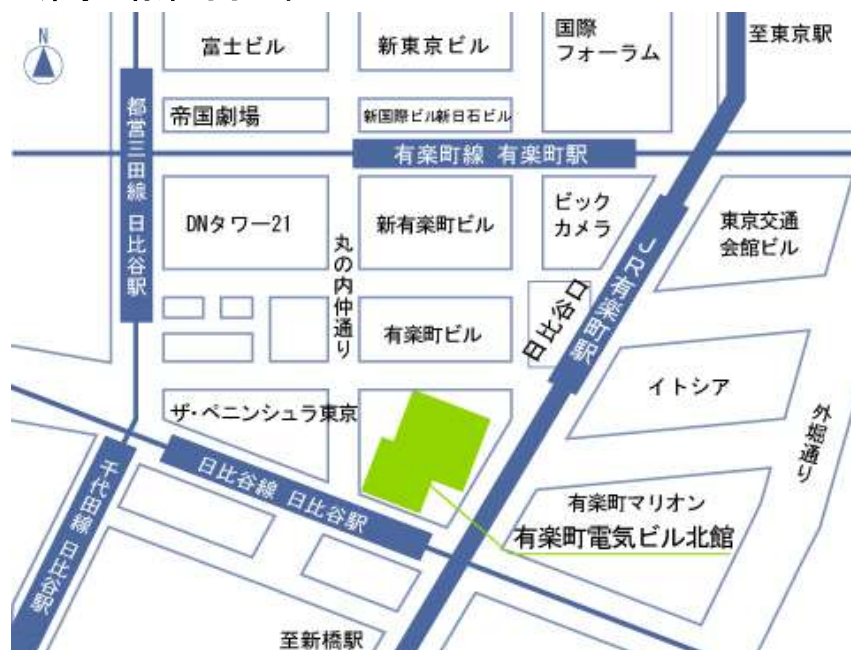 N
富士ビル
新東京ビル
国際
フォーラム
至東京駅
帝国劇場
新国際ビル新日石ビル
都営三田線 日比谷駅
有楽町線 有楽町駅
DNタワー21
丸の内仲通り
新有楽町ビル
ビック
カメラ
東京交通
会館ビル
JR有楽町駅
日比谷口
有楽町ビル
イトシア
外堀通り
ザ・ペニンシュラ東京
日比谷線 日比谷駅
千代田線 日比谷駅
有楽町マリオン
有楽町電気ビル北館
至新橋駅